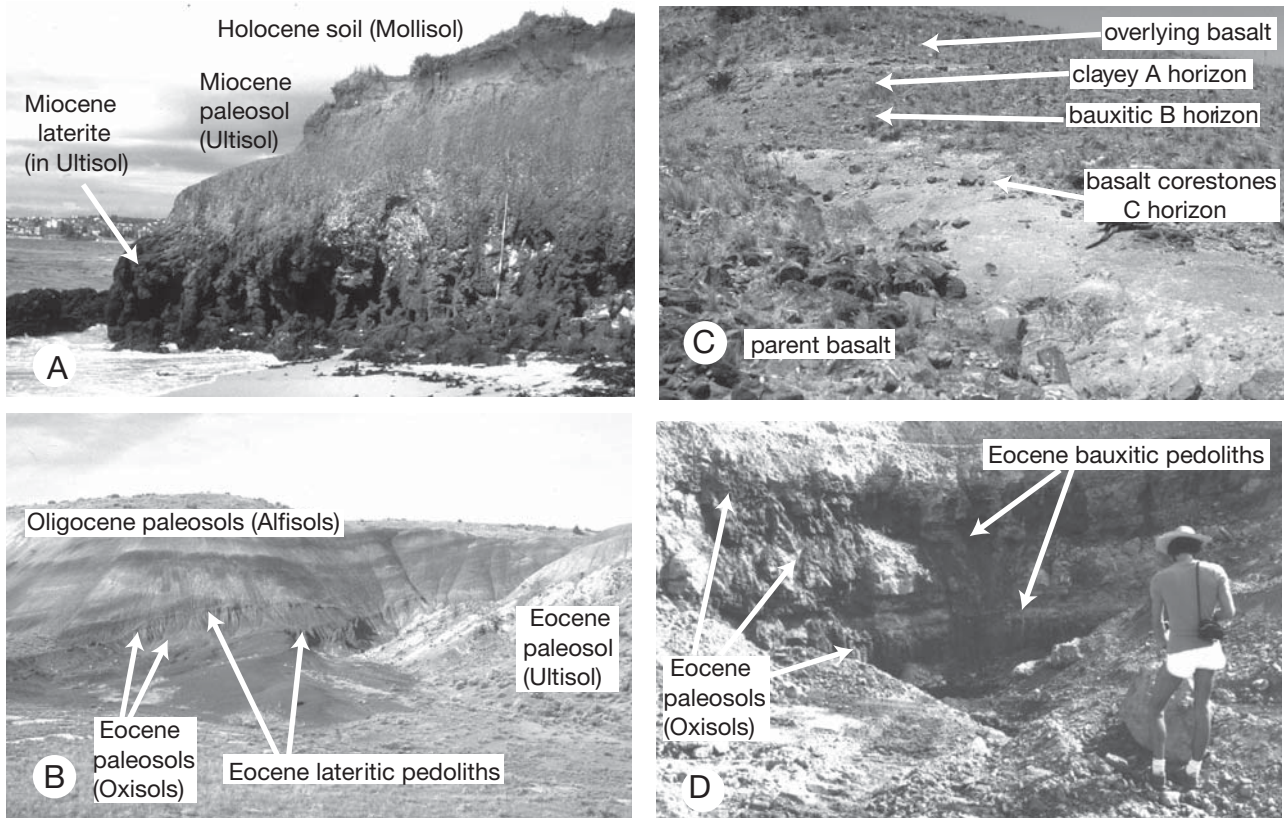 Holocene soil (Mollisol)
Miocene
paleosol
(Ultisol)
Miocene
laterite
(in Ultisol)
A
overlying basalt
clayey A horizon
bauxitic B horizon
basalt corestones
C horizon
C
parent basalt
Oligocene paleosols (Alfisols)
Eocene
paleosol
(Ultisol)
Eocene
paleosols
(Oxisols)
Eocene lateritic pedoliths
B
Eocene bauxitic pedoliths
Eocene
paleosols
(Oxisols)
D